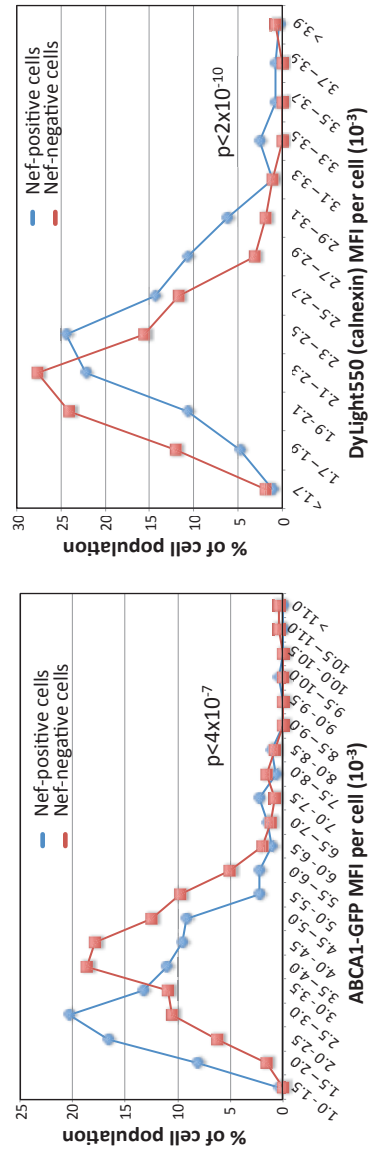 25
20
15
10
5
0
% of cell population
Nef-positive cells
Nef-negative cells
p<4x10⁻⁷
1.0 - 1.5
1.5 – 2.0
2.0 - 2.5
2.5 – 3.0
3.0 - 3.5
3.5 – 4.0
4.0 - 4.5
4.5 – 5.0
5.0 - 5.5
5.5 – 6.0
6.0 - 6.5
6.5 – 7.0
7.0 - 7.5
7.5 – 8.0
8.0 - 8.5
8.5 – 9.0
9.0 - 9.5
9.5 – 10.0
10.0 - 10.5
10.5 – 11.0
> 11.0
ABCA1-GFP MFI per cell (10⁻³)
30
25
20
15
10
5
0
% of cell population
Nef-positive cells
Nef-negative cells
p<2x10⁻¹⁰
< 1.7
1.7 – 1.9
1.9 - 2.1
2.1 – 2.3
2.3 - 2.5
2.5 – 2.7
2.7 – 2.9
2.9 – 3.1
3.1 – 3.3
3.3 – 3.5
3.5 – 3.7
3.7 – 3.9
> 3.9
DyLight550 (calnexin) MFI per cell (10⁻³)